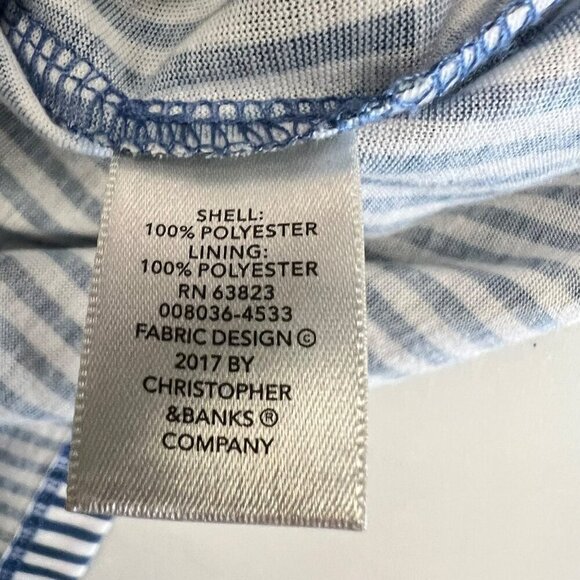 SHELL:
100% POLYESTER
LINING:
100% POLYESTER
RN 63823
008036-4533
FABRIC DESIGN ©
2017 BY
CHRISTOPHER
&BANKS ®
COMPANY